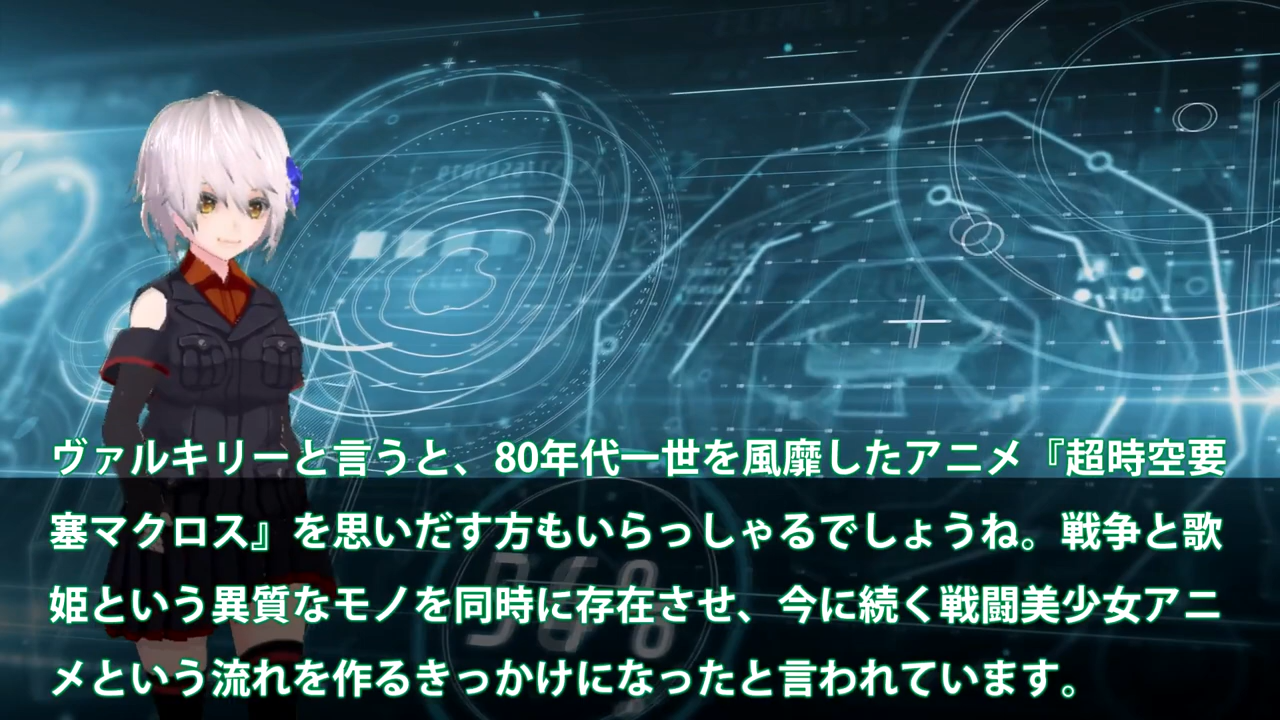 ヴァルキリーと言うと、80年代一世を風靡したアニメ『超時空要
塞マクロス』を思いだす方もいらっしゃるでしょうね。戦争と歌
姫という異質なモノを同時に存在させ、今に続く戦闘美少女アニ
メという流れを作るきっかけになったと言われています。